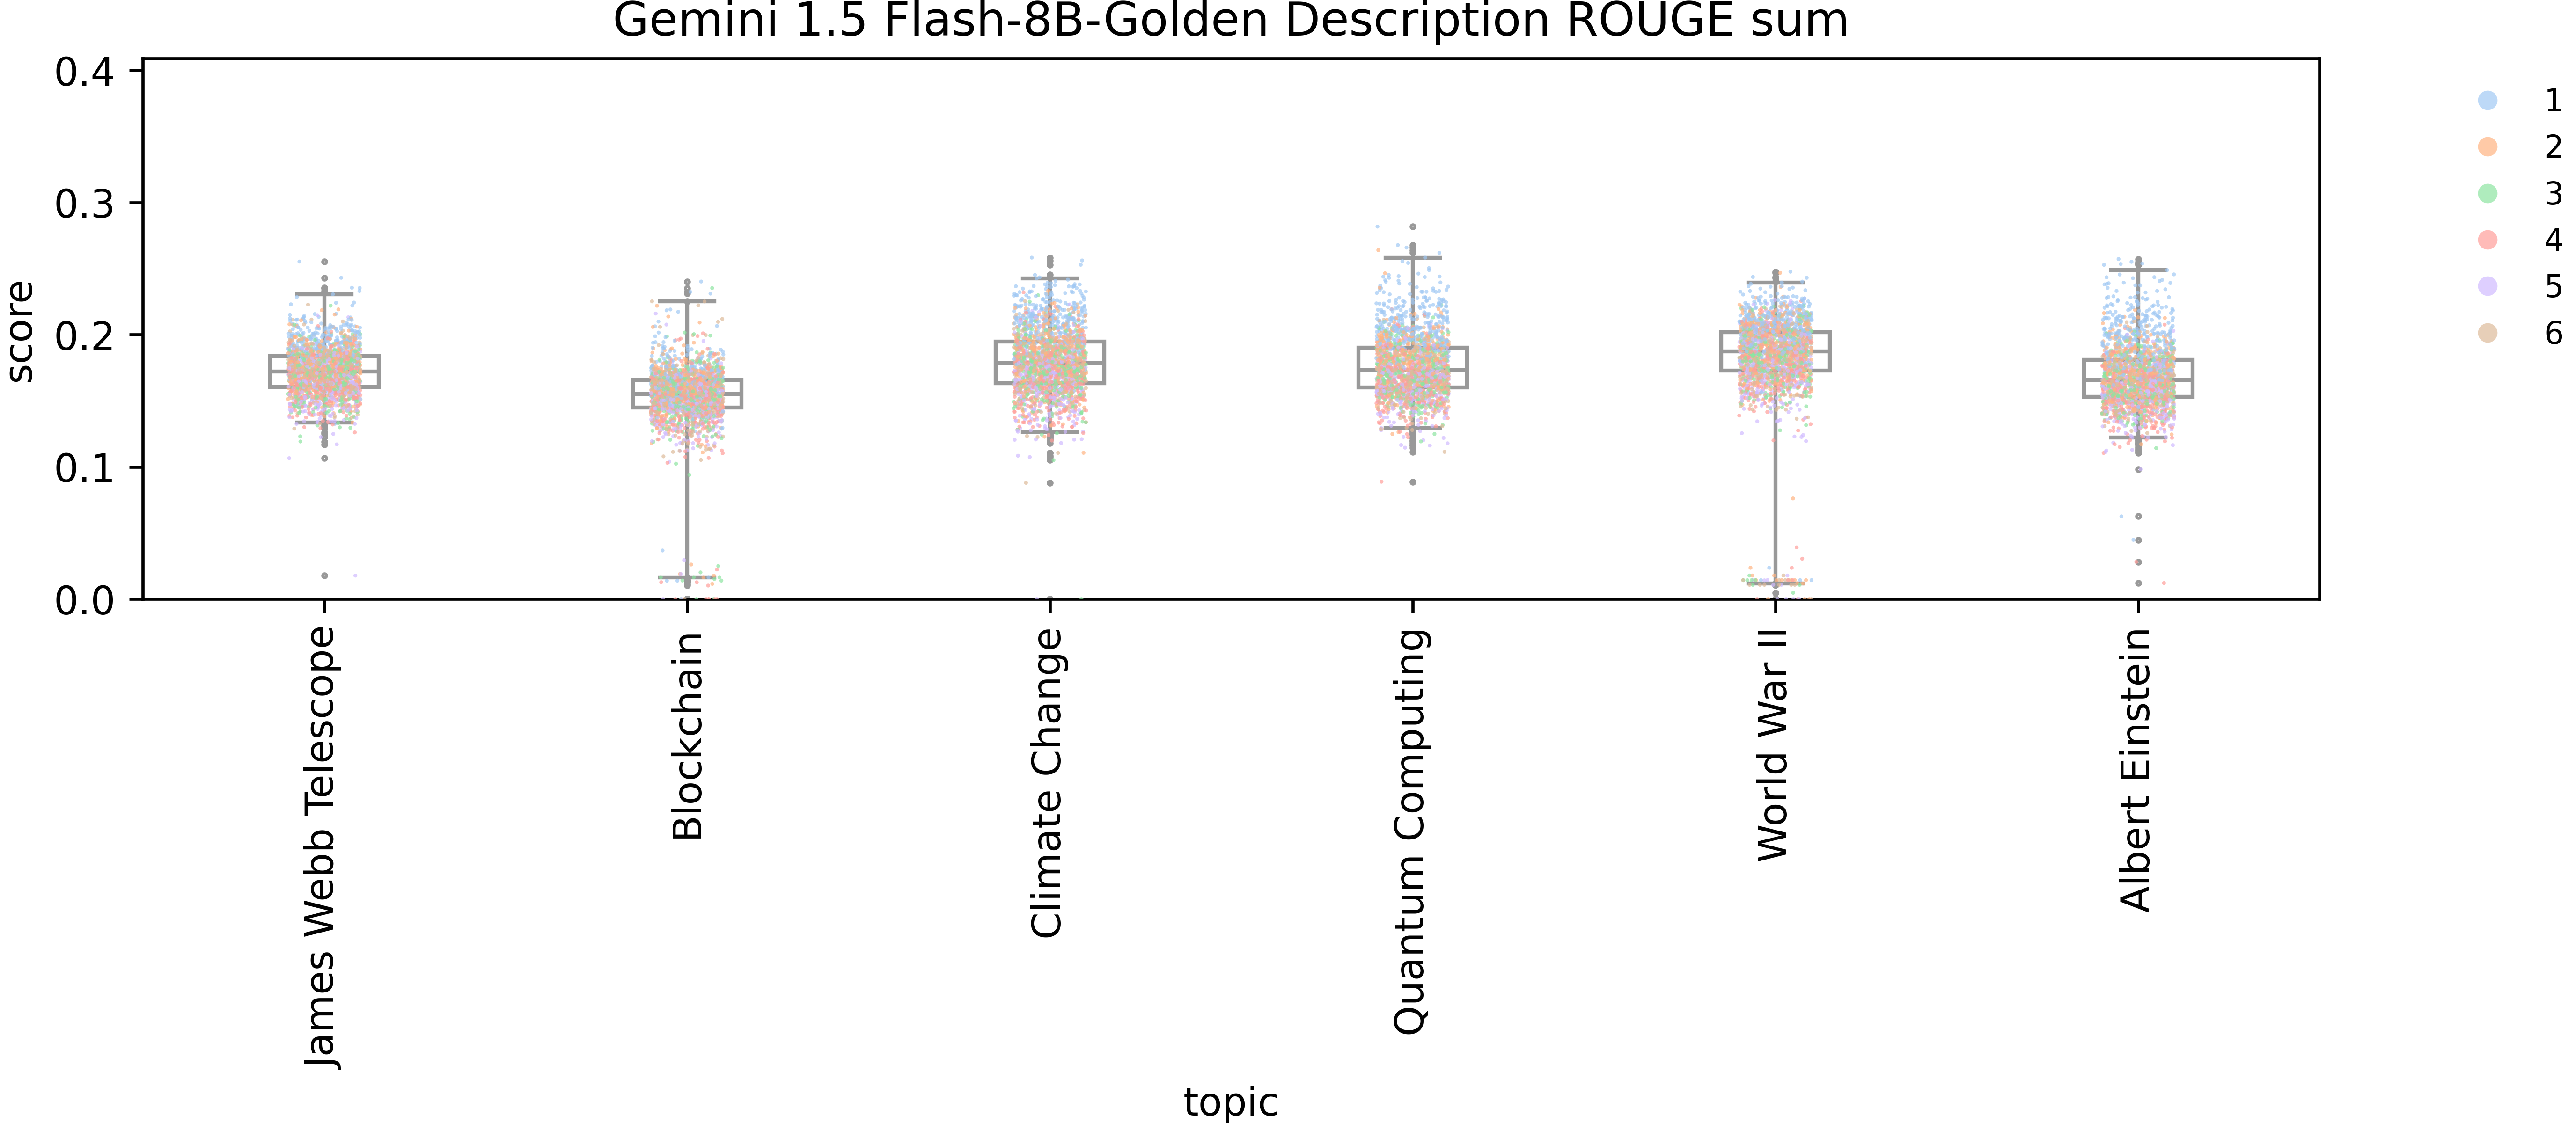 Gemini 1.5 Flash-8B-Golden Description ROUGE sum
score
0.4
0.3
0.2
0.1
0.0
1
2
3
4
5
6
James Webb Telescope
Blockchain
Climate Change
Quantum Computing
World War II
Albert Einstein
topic